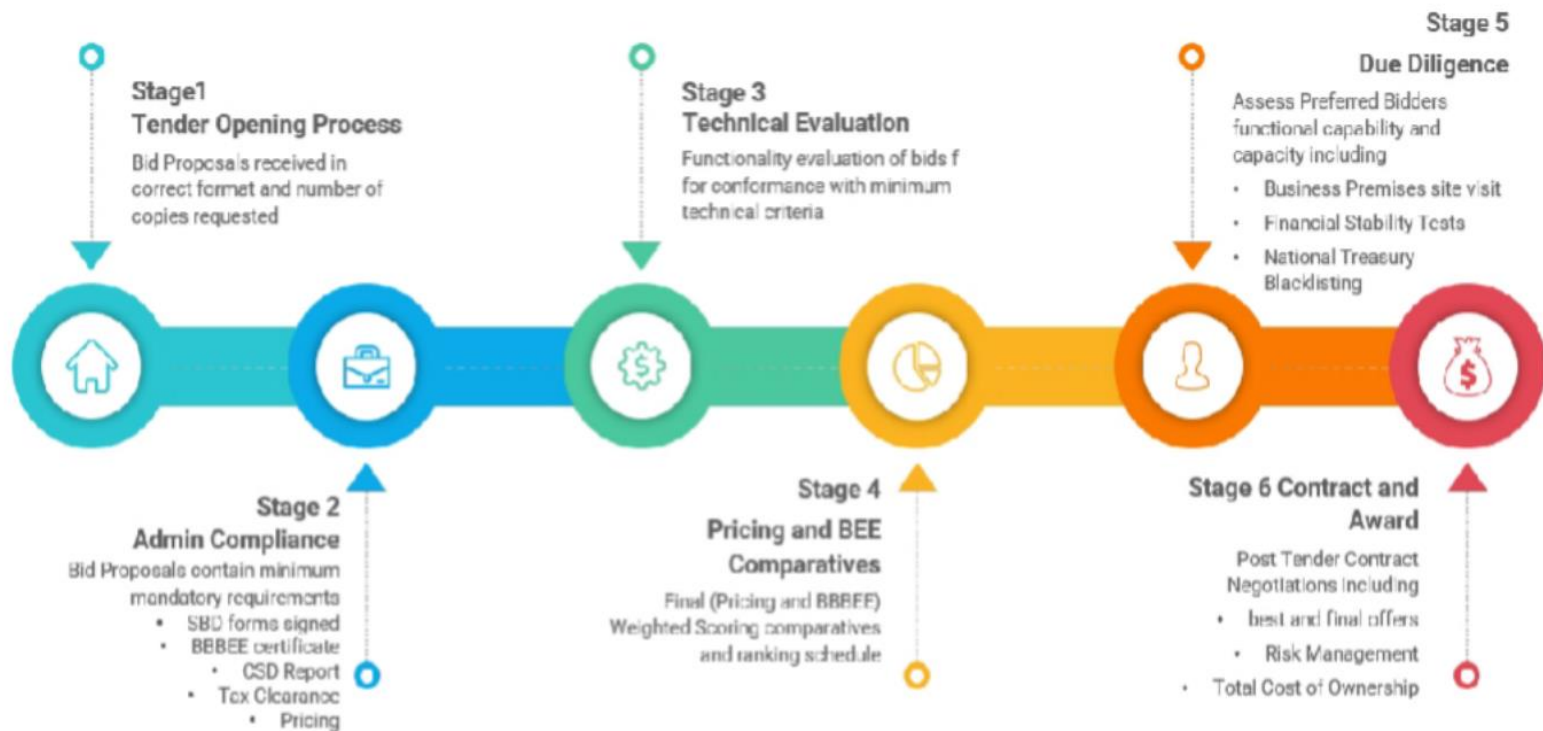 Stage1
Tender Opening Process
Bid Proposals received in
correct format and number of
copies requested
Stage 2
Admin Compliance
Bid Proposals contain minimum
mandatory requirements
• SBD forms signed
• BBBEE certificate
• CSD Report
• Tax Clearance
• Pricing
Stage 3
Technical Evaluation
Functionality evaluation of bids f
for conformance with minimum
technical criteria
$
Stage 4
Pricing and BEE
Comparatives
Final (Pricing and BBBEE)
Weighted Scoring comparatives
and ranking schedule
Stage 5
Due Diligence
Assess Preferred Bidders
functional capability and
capacity including
• Business Premises site visit
• Financial Stability Tests
• National Treasury
Blacklisting
$
Stage 6 Contract and
Award
Post Tender Contract
Negotiations Including
• best and final offers
• Risk Management
• Total Cost of Ownership